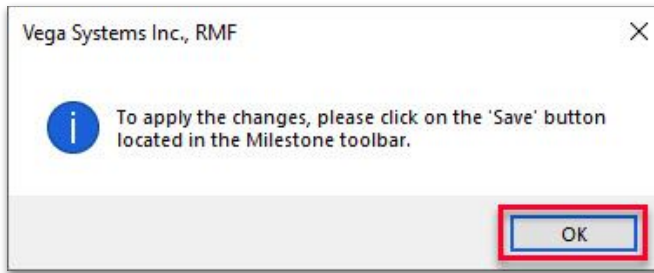 Vega Systems Inc., RMF
To apply the changes, please click on the 'Save' button
located in the Milestone toolbar.
OK